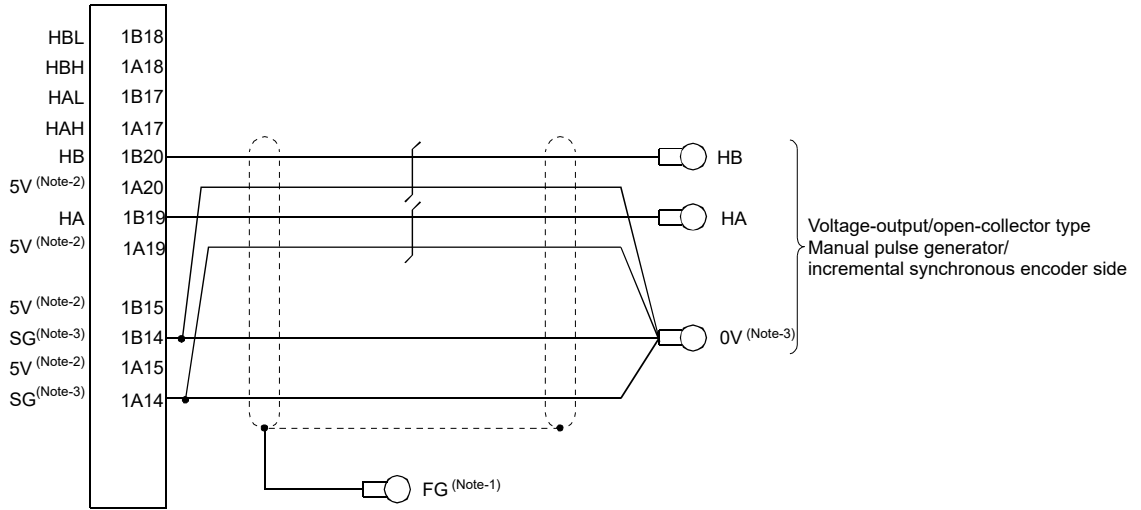 HBL 1B18
HBH 1A18
HAL 1B17
HAH 1A17
HB 1B20 HB
5V (Note-2) 1A20
HA 1B19 HA
5V (Note-2) 1A19
Voltage-output/open-collector type
Manual pulse generator/
incremental synchronous encoder side
5V (Note-2) 1B15
SG(Note-3) 1B14 0V (Note-3)
5V (Note-2) 1A15
SG(Note-3) 1A14
FG (Note-1)